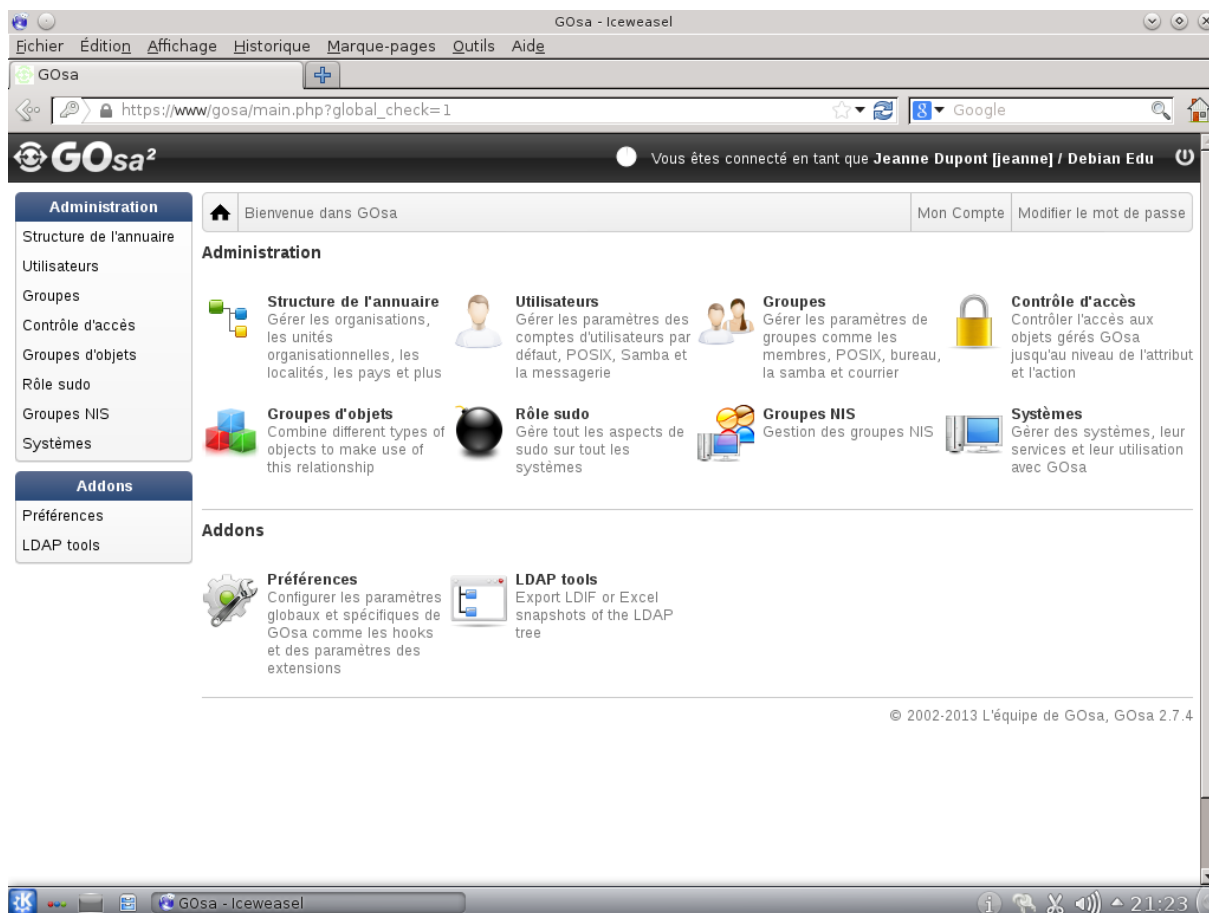 GOsa - Iceweasel
Fichier Édition Affichage Historique Marque-pages Outils Aide
GOsa
https://www/gosa/main.php?global_check=1
Google
GOsa²
Vous êtes connecté en tant que Jeanne Dupont [jeanne] / Debian Edu
Administration
Structure de l'annuaire
Utilisateurs
Groupes
Contrôle d'accès
Groupes d'objets
Rôle sudo
Groupes NIS
Systèmes
Addons
Préférences
LDAP tools
Bienvenue dans GOsa
Mon Compte
Modifier le mot de passe
Administration
Structure de l'annuaire
Gérer les organisations,
les unités
organisationnelles, les
localités, les pays et plus
Utilisateurs
Gérer les paramètres des
comptes d'utilisateurs par
défaut, POSIX, Samba et
la messagerie
Groupes
Gérer les paramètres de
groupes comme les
membres, POSIX, bureau,
la samba et courrier
Contrôle d'accès
Contrôler l'accès aux
objets gérés GOsa
jusqu'au niveau de l'attribut
et l'action
Groupes d'objets
Combine different types of
objects to make use of
this relationship
Rôle sudo
Gère tout les aspects de
sudo sur tout les
systèmes
Groupes NIS
Gestion des groupes NIS
Systèmes
Gérer des systèmes, leur
services et leur utilisation
avec GOsa
Addons
Préférences
Configurer les paramètres
globaux et spécifiques de
GOsa comme les hooks
et des paramètres des
extensions
LDAP tools
Export LDIF or Excel
snapshots of the LDAP
tree
© 2002-2013 L'équipe de GOsa, GOsa 2.7.4
GOsa - Iceweasel
21:23